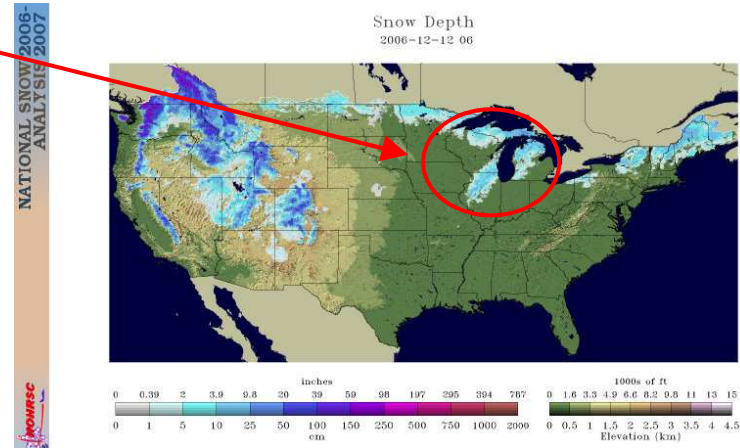 NATIONAL SNOW 2006-
ANALYSIS 2007
NOHRSC
Snow Depth
2006-12-12 06
inches
0 0.39 2 3.9 9.8 20 39 59 98 197 295 394 787
0 1 5 10 25 50 100 150 250 500 750 1000 2000
cm
1000s of ft
0 1.6 3.3 4.9 6.6 8.2 9.8 11 13 15
0 0.5 1 1.5 2 2.5 3 3.5 4 4.5
Elevation (km)